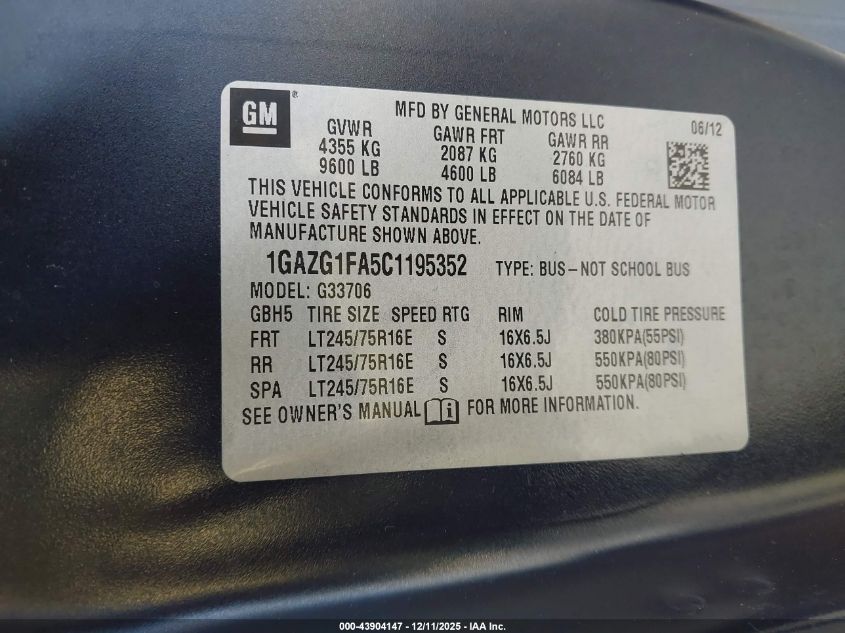 GM ®
MFD BY GENERAL MOTORS LLC 06/12
GVWR GAWR FRT GAWR RR
4355 KG 2087 KG 2760 KG
9600 LB 4600 LB 6084 LB
THIS VEHICLE CONFORMS TO ALL APPLICABLE U.S. FEDERAL MOTOR
VEHICLE SAFETY STANDARDS IN EFFECT ON THE DATE OF
MANUFACTURE SHOWN ABOVE.
1GAZG1FA5C1195352 TYPE: BUS-NOT SCHOOL BUS
MODEL: G33706
GBH5 TIRE SIZE SPEED RTG RIM COLD TIRE PRESSURE
FRT LT245/75R16E S 16X6.5J 380KPA(55PSI)
RR LT245/75R16E S 16X6.5J 550KPA(80PSI)
SPA LT245/75R16E S 16X6.5J 550KPA(80PSI)
SEE OWNER'S MANUAL i FOR MORE INFORMATION.
000-43904147 - 12/11/2025 - IAA Inc.